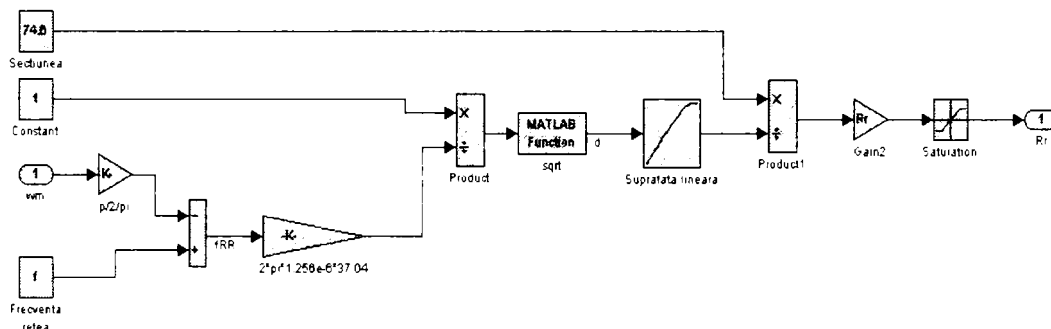 74.8
Sectiunea
1
Constant
1
wm
K
p/2/pi
-
+
fRR
K
2*pi*1.256e-6*37.04
f
Frecventa
retea
×
÷
Product
MATLAB
Function
sqrt
d
Suprafata lineara
×
÷
Product1
Rr
Gain2
Saturation
1
Rr